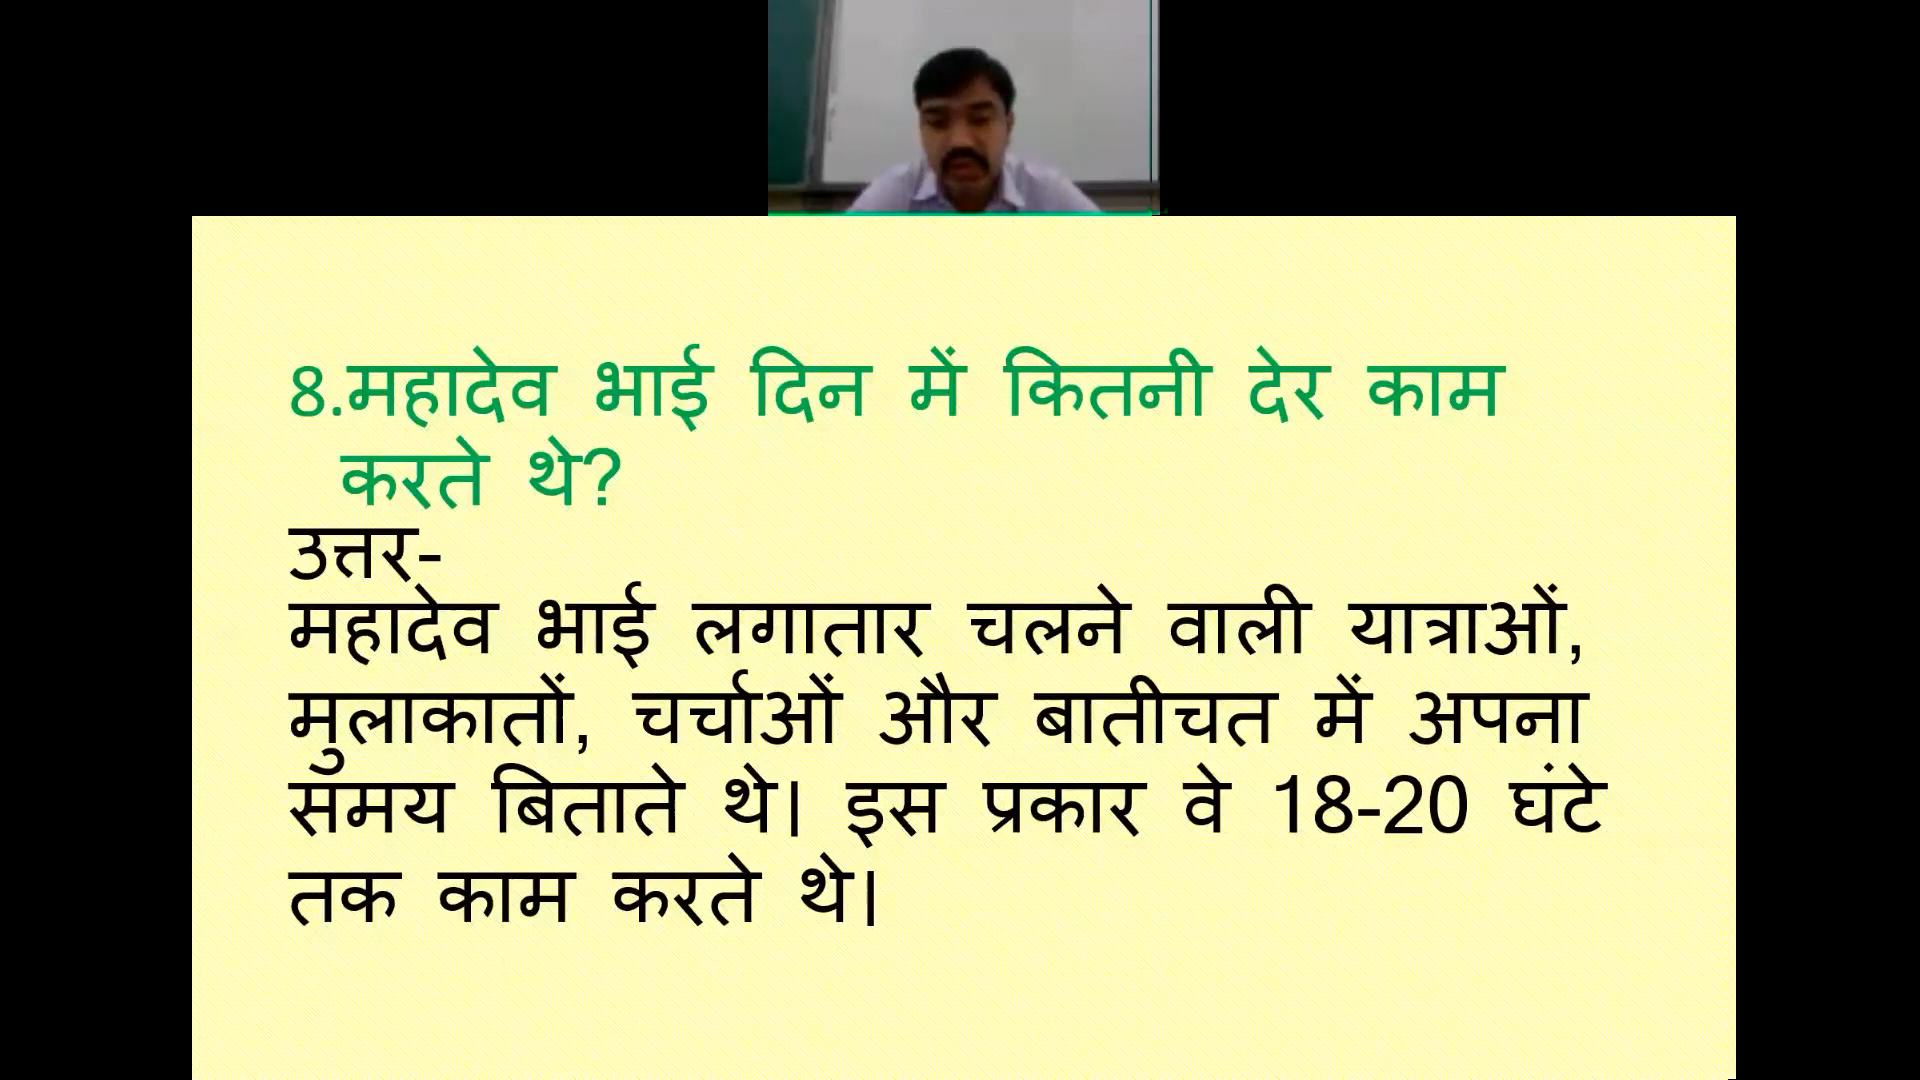 8.महादेव भाई दिन में कितनी देर काम
करते थे?
उत्तर-
महादेव भाई लगातार चलने वाली यात्राओं,
मुलाकातों, चर्चाओं और बातीचत में अपना
समय बिताते थे। इस प्रकार वे 18-20 घंटे
तक काम करते थे।